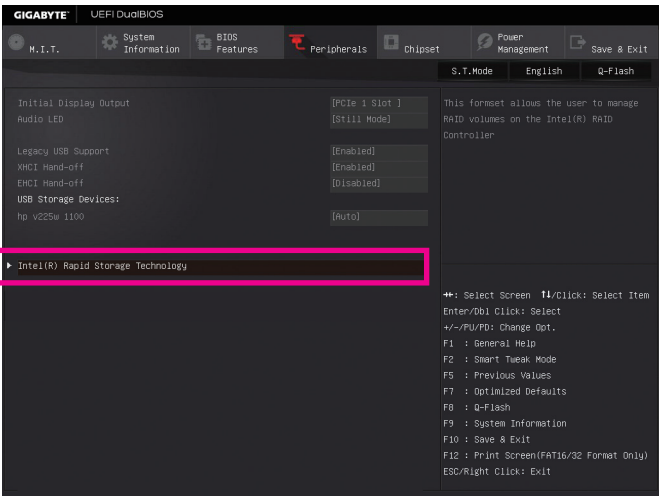 GIGABYTE™ UEFI DualBIOS
M.I.T. System Information BIOS Features Peripherals Chipset Power Management Save & Exit
S.T.Mode English Q-Flash
Initial Display Output [PCIe 1 Slot ]
Audio LED [Still Mode]
Legacy USB Support [Enabled]
XHCI Hand-off [Enabled]
EHCI Hand-off [Disabled]
USB Storage Devices:
hp v225w 1100 [Auto]
Intel(R) Rapid Storage Technology
This formset allows the user to manage
RAID volumes on the Intel(R) RAID
Controller
→←: Select Screen ↑↓/Click: Select Item
Enter/Dbl Click: Select
+/-/PU/PD: Change Opt.
F1 : General Help
F2 : Smart Tweak Mode
F5 : Previous Values
F7 : Optimized Defaults
F8 : Q-Flash
F9 : System Information
F10 : Save & Exit
F12 : Print Screen(FAT16/32 Format Only)
ESC/Right Click: Exit